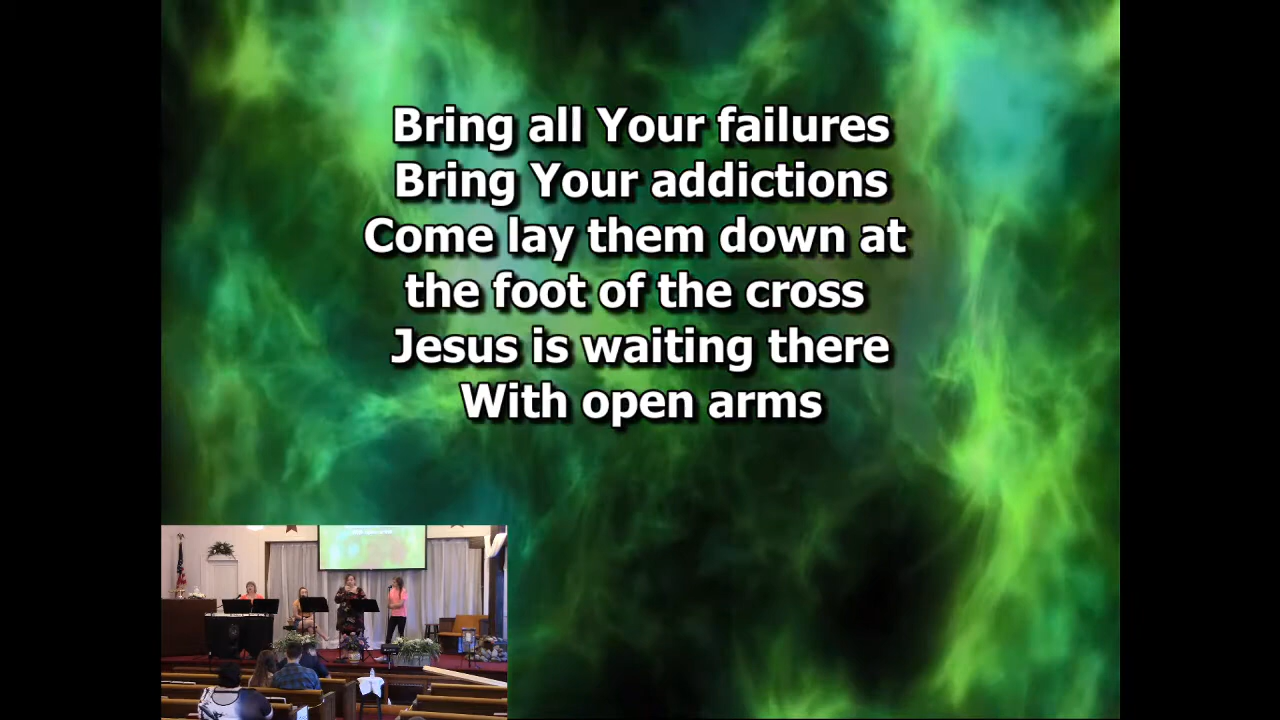 Bring all Your failures
Bring Your addictions
Come lay them down at
the foot of the cross
Jesus is waiting there
With open arms